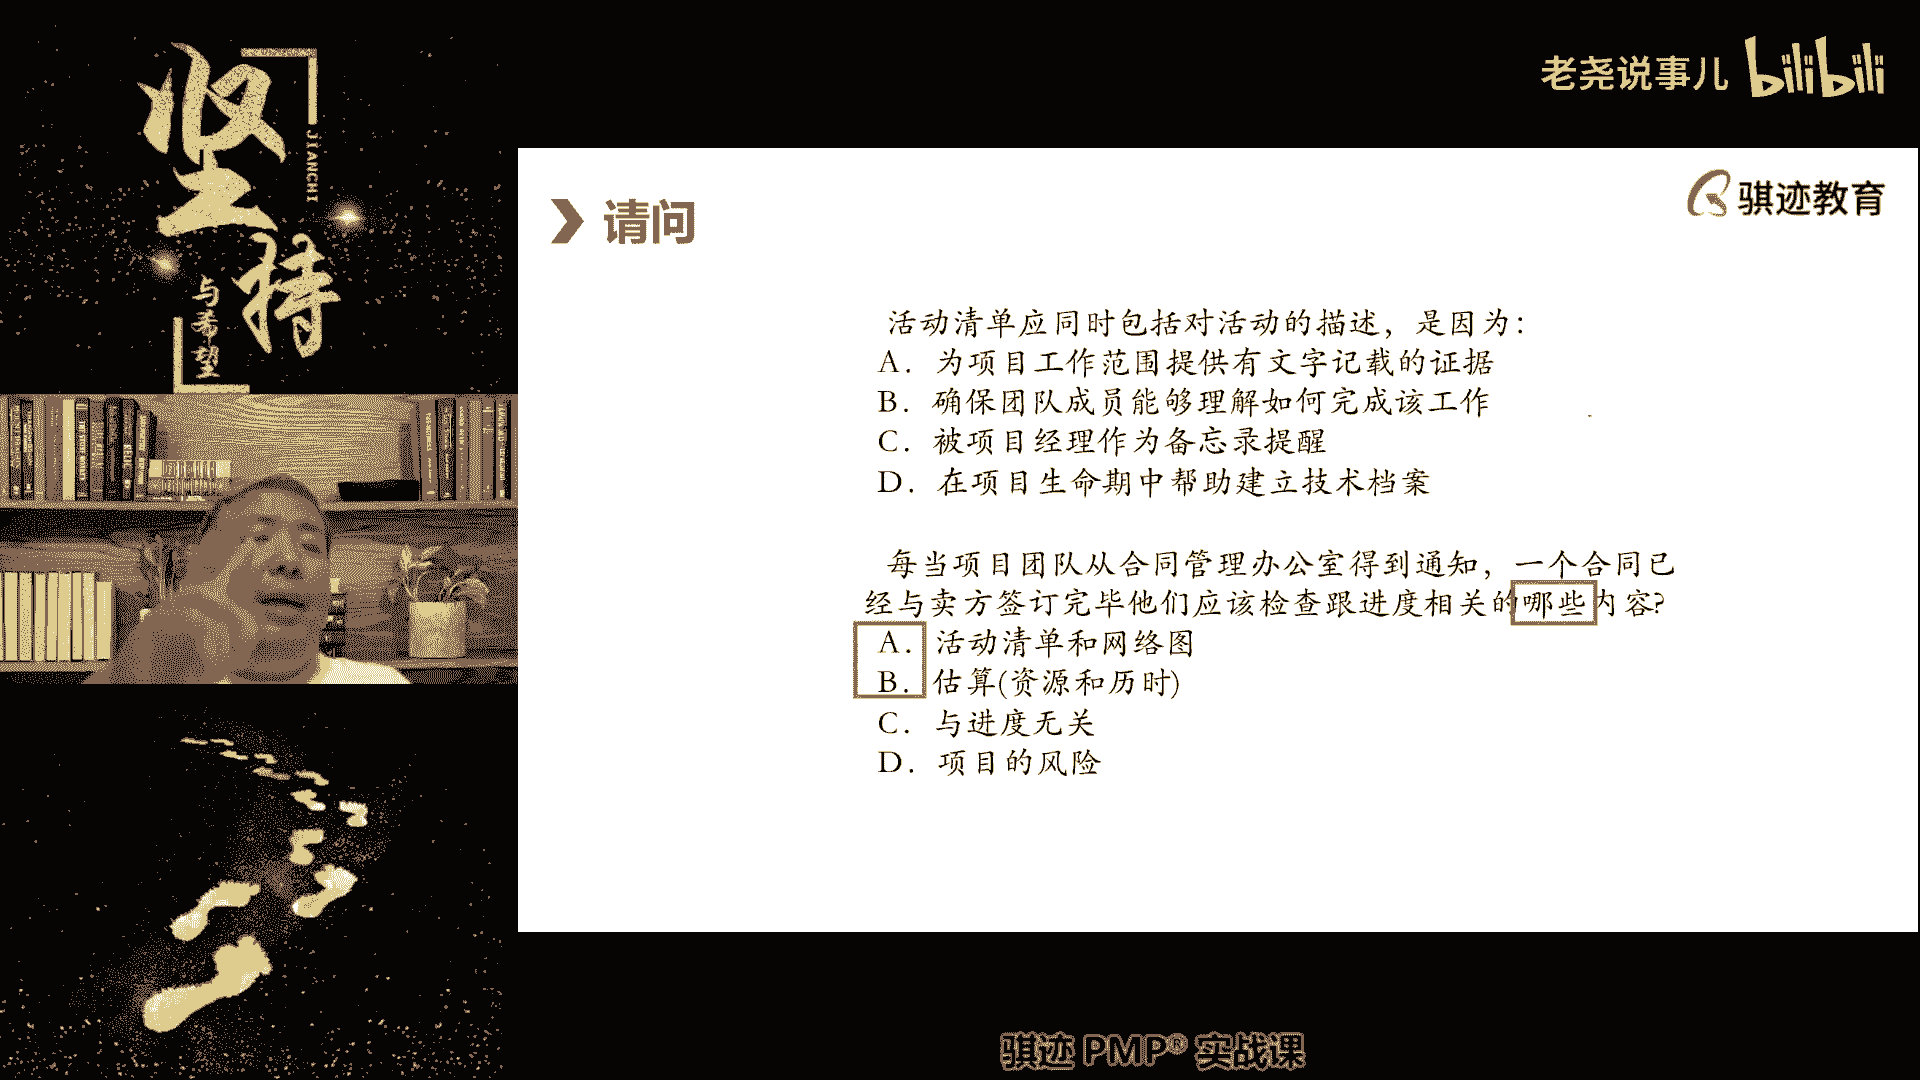 坚持
JIANCHI
与希望
老尧说事儿 bilibili
骐迹教育
请问
活动清单应同时包括对活动的描述，是因为：
A．为项目工作范围提供有文字记载的证据
B．确保团队成员能够理解如何完成该工作
C．被项目经理作为备忘录提醒
D．在项目生命期中帮助建立技术档案
每当项目团队从合同管理办公室得到通知，一个合同已
经与卖方签订完毕他们应该检查跟进度相关的哪些内容?
A．活动清单和网络图
B．估算(资源和历时)
C．与进度无关
D．项目的风险
骐迹 PMP® 实战课